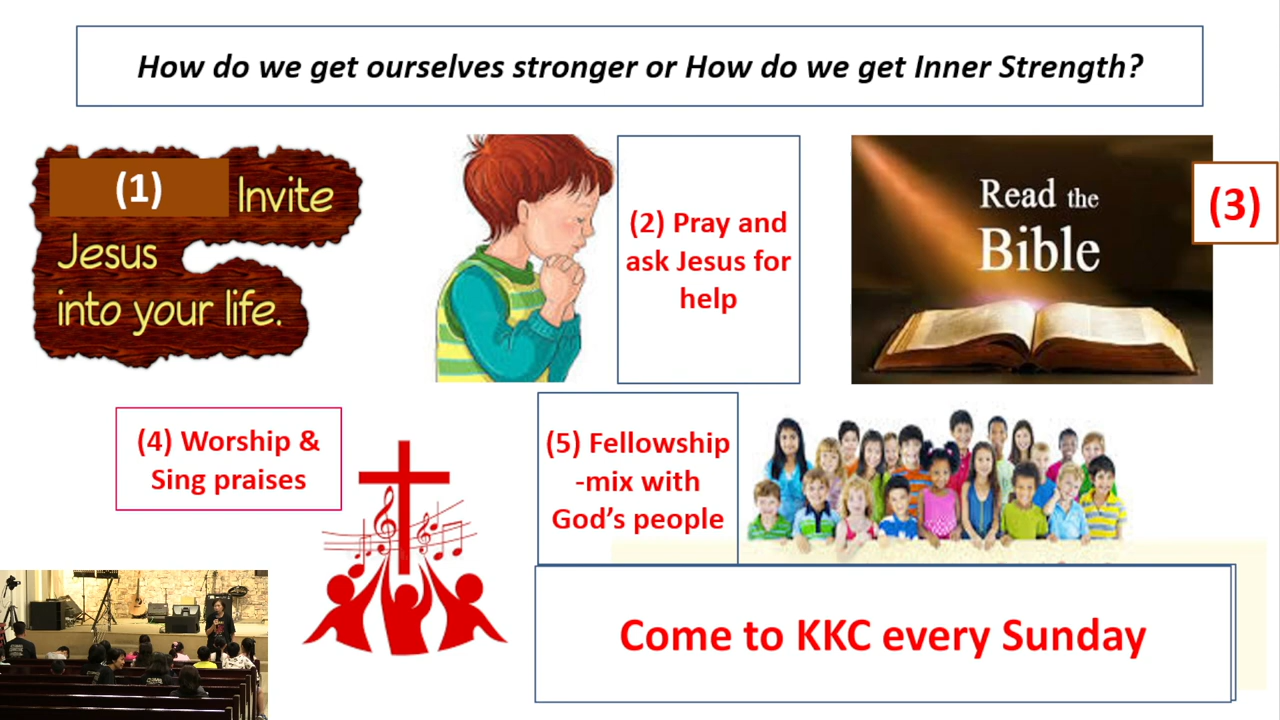 How do we get ourselves stronger or How do we get Inner Strength?
(1) Invite
Jesus
into your life.
(2) Pray and
ask Jesus for
help
Read the
Bible
(3)
(4) Worship &
Sing praises
(5) Fellowship
-mix with
God’s people
Come to KKC every Sunday